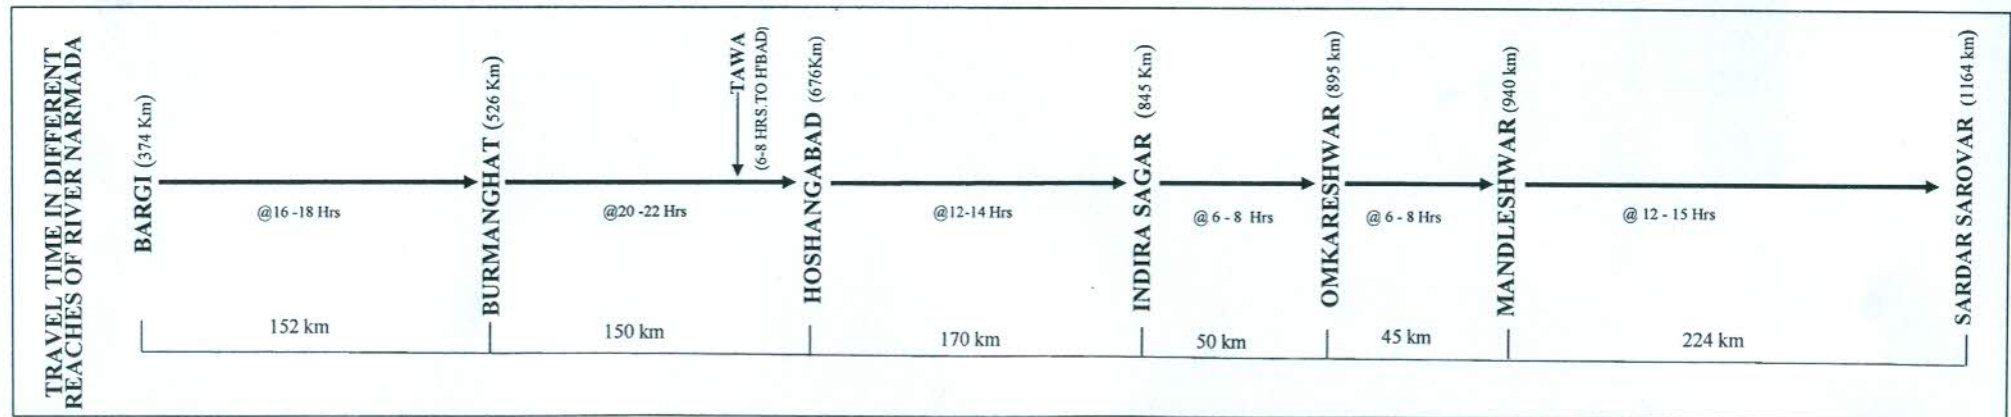 TRAVEL TIME IN DIFFERENT
REACHES OF RIVER NARMADA
BARGI (374 Km)
BURMANGHAT (526 Km)
TAWA
(6-8 HRS.TO H'BAD)
HOSHANGABAD (676Km)
INDIRA SAGAR (845 Km)
OMKARESHWAR (895 km)
MANDLESHWAR (940 km)
SARDAR SAROVAR (1164 km)
@16 -18 Hrs
@20 -22 Hrs
@12-14 Hrs
@ 6 - 8 Hrs
@ 6 - 8 Hrs
@ 12 - 15 Hrs
152 km
150 km
170 km
50 km
45 km
224 km